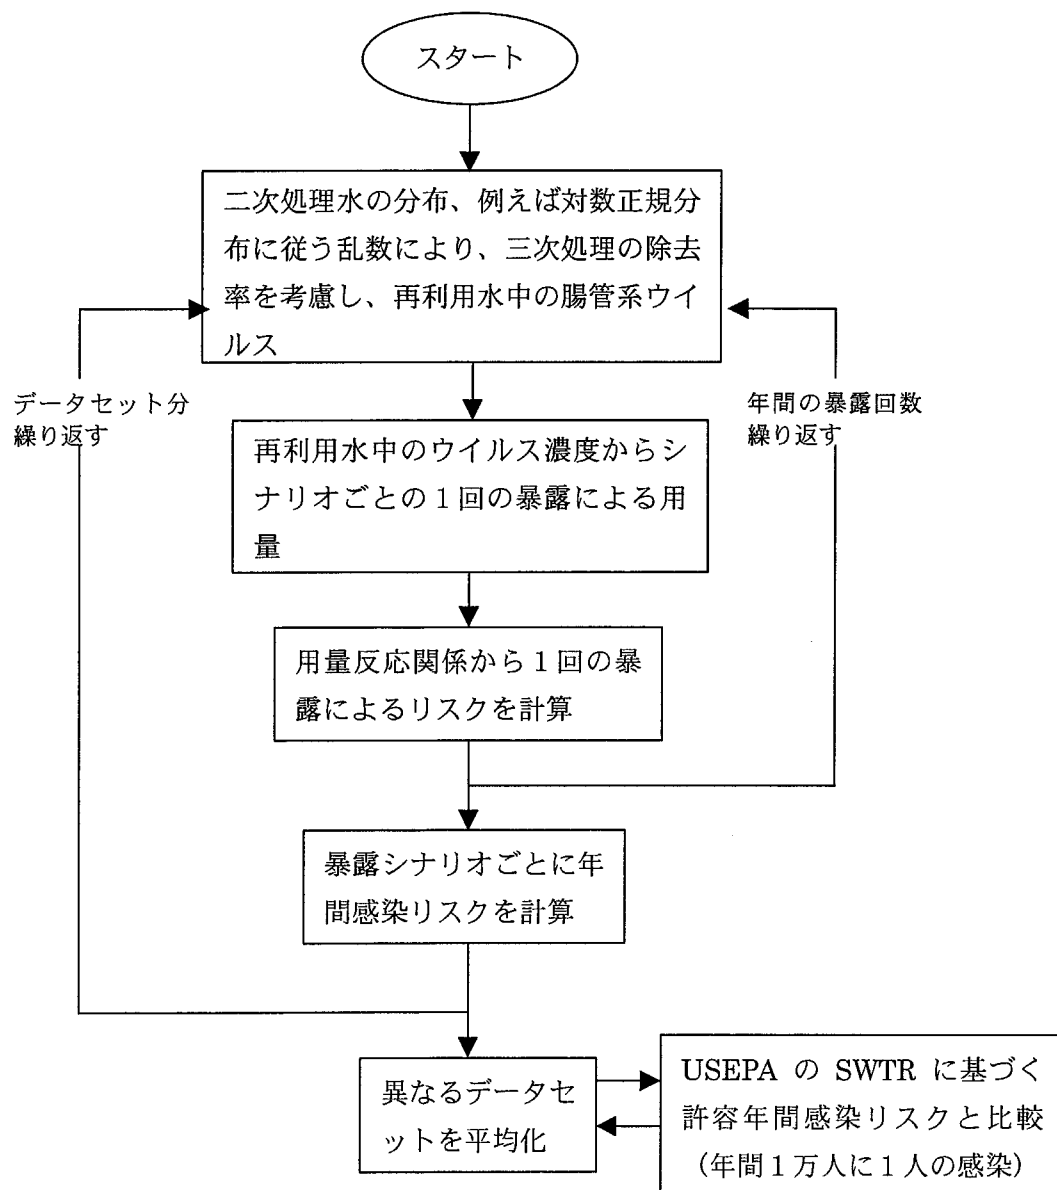 スタート
二次処理水の分布、例えば対数正規分
布に従う乱数により、三次処理の除去
率を考慮し、再利用水中の腸管系ウイ
ルス
データセット分
繰り返す
年間の暴露回数
繰り返す
再利用水中のウイルス濃度からシ
ナリオごとの１回の暴露による用
量
用量反応関係から１回の暴
露によるリスクを計算
暴露シナリオごとに年
間感染リスクを計算
異なるデータセ
ットを平均化
USEPA の SWTR に基づく
許容年間感染リスクと比較
（年間１万人に１人の感染）